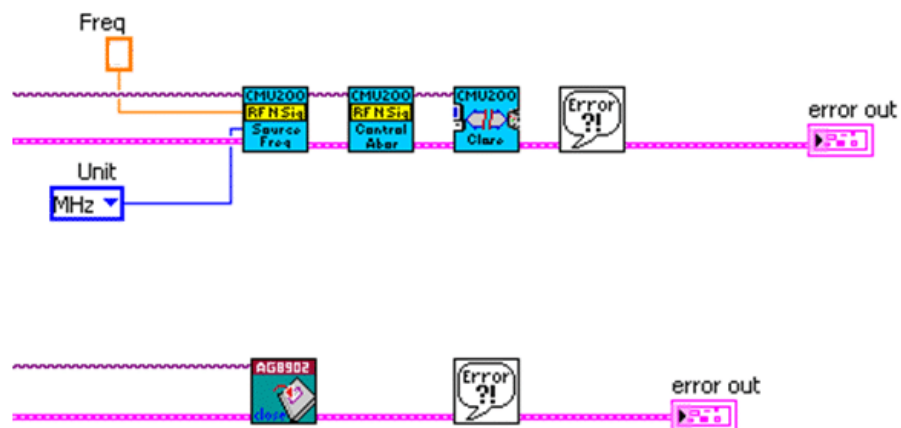 Freq
CMU200
RFNSig
Source
Freq
CMU200
RFNSig
Control
Abor
CMU200
Close
Error
?!
error out
Unit
MHz
AG8902
close
Error
?!
error out